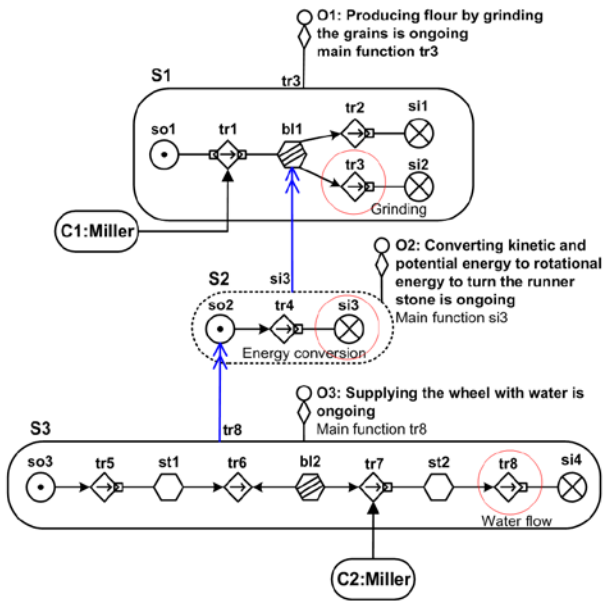 O1: Producing flour by grinding
the grains is ongoing
main function tr3
S1
tr3
so1
tr1
bl1
tr2
si1
tr3
si2
Grinding
C1:Miller
O2: Converting kinetic and
potential energy to rotational
energy to turn the runner
stone is ongoing
Main function si3
S2
si3
so2
tr4
si3
Energy conversion
O3: Supplying the wheel with water is
ongoing
Main function tr8
S3
tr8
so3
tr5
st1
tr6
bl2
tr7
st2
tr8
si4
Water flow
C2:Miller